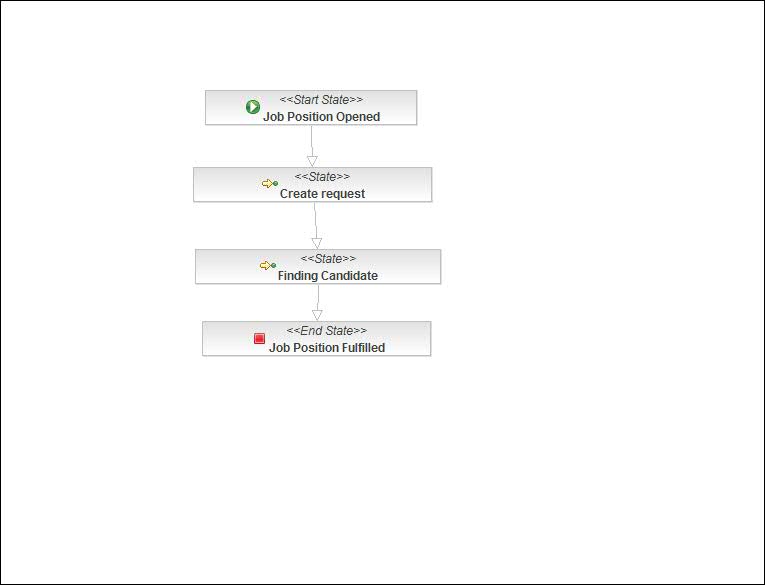 <<Start State>>
Job Position Opened
<<State>>
Create request
<<State>>
Finding Candidate
<<End State>>
Job Position Fulfilled